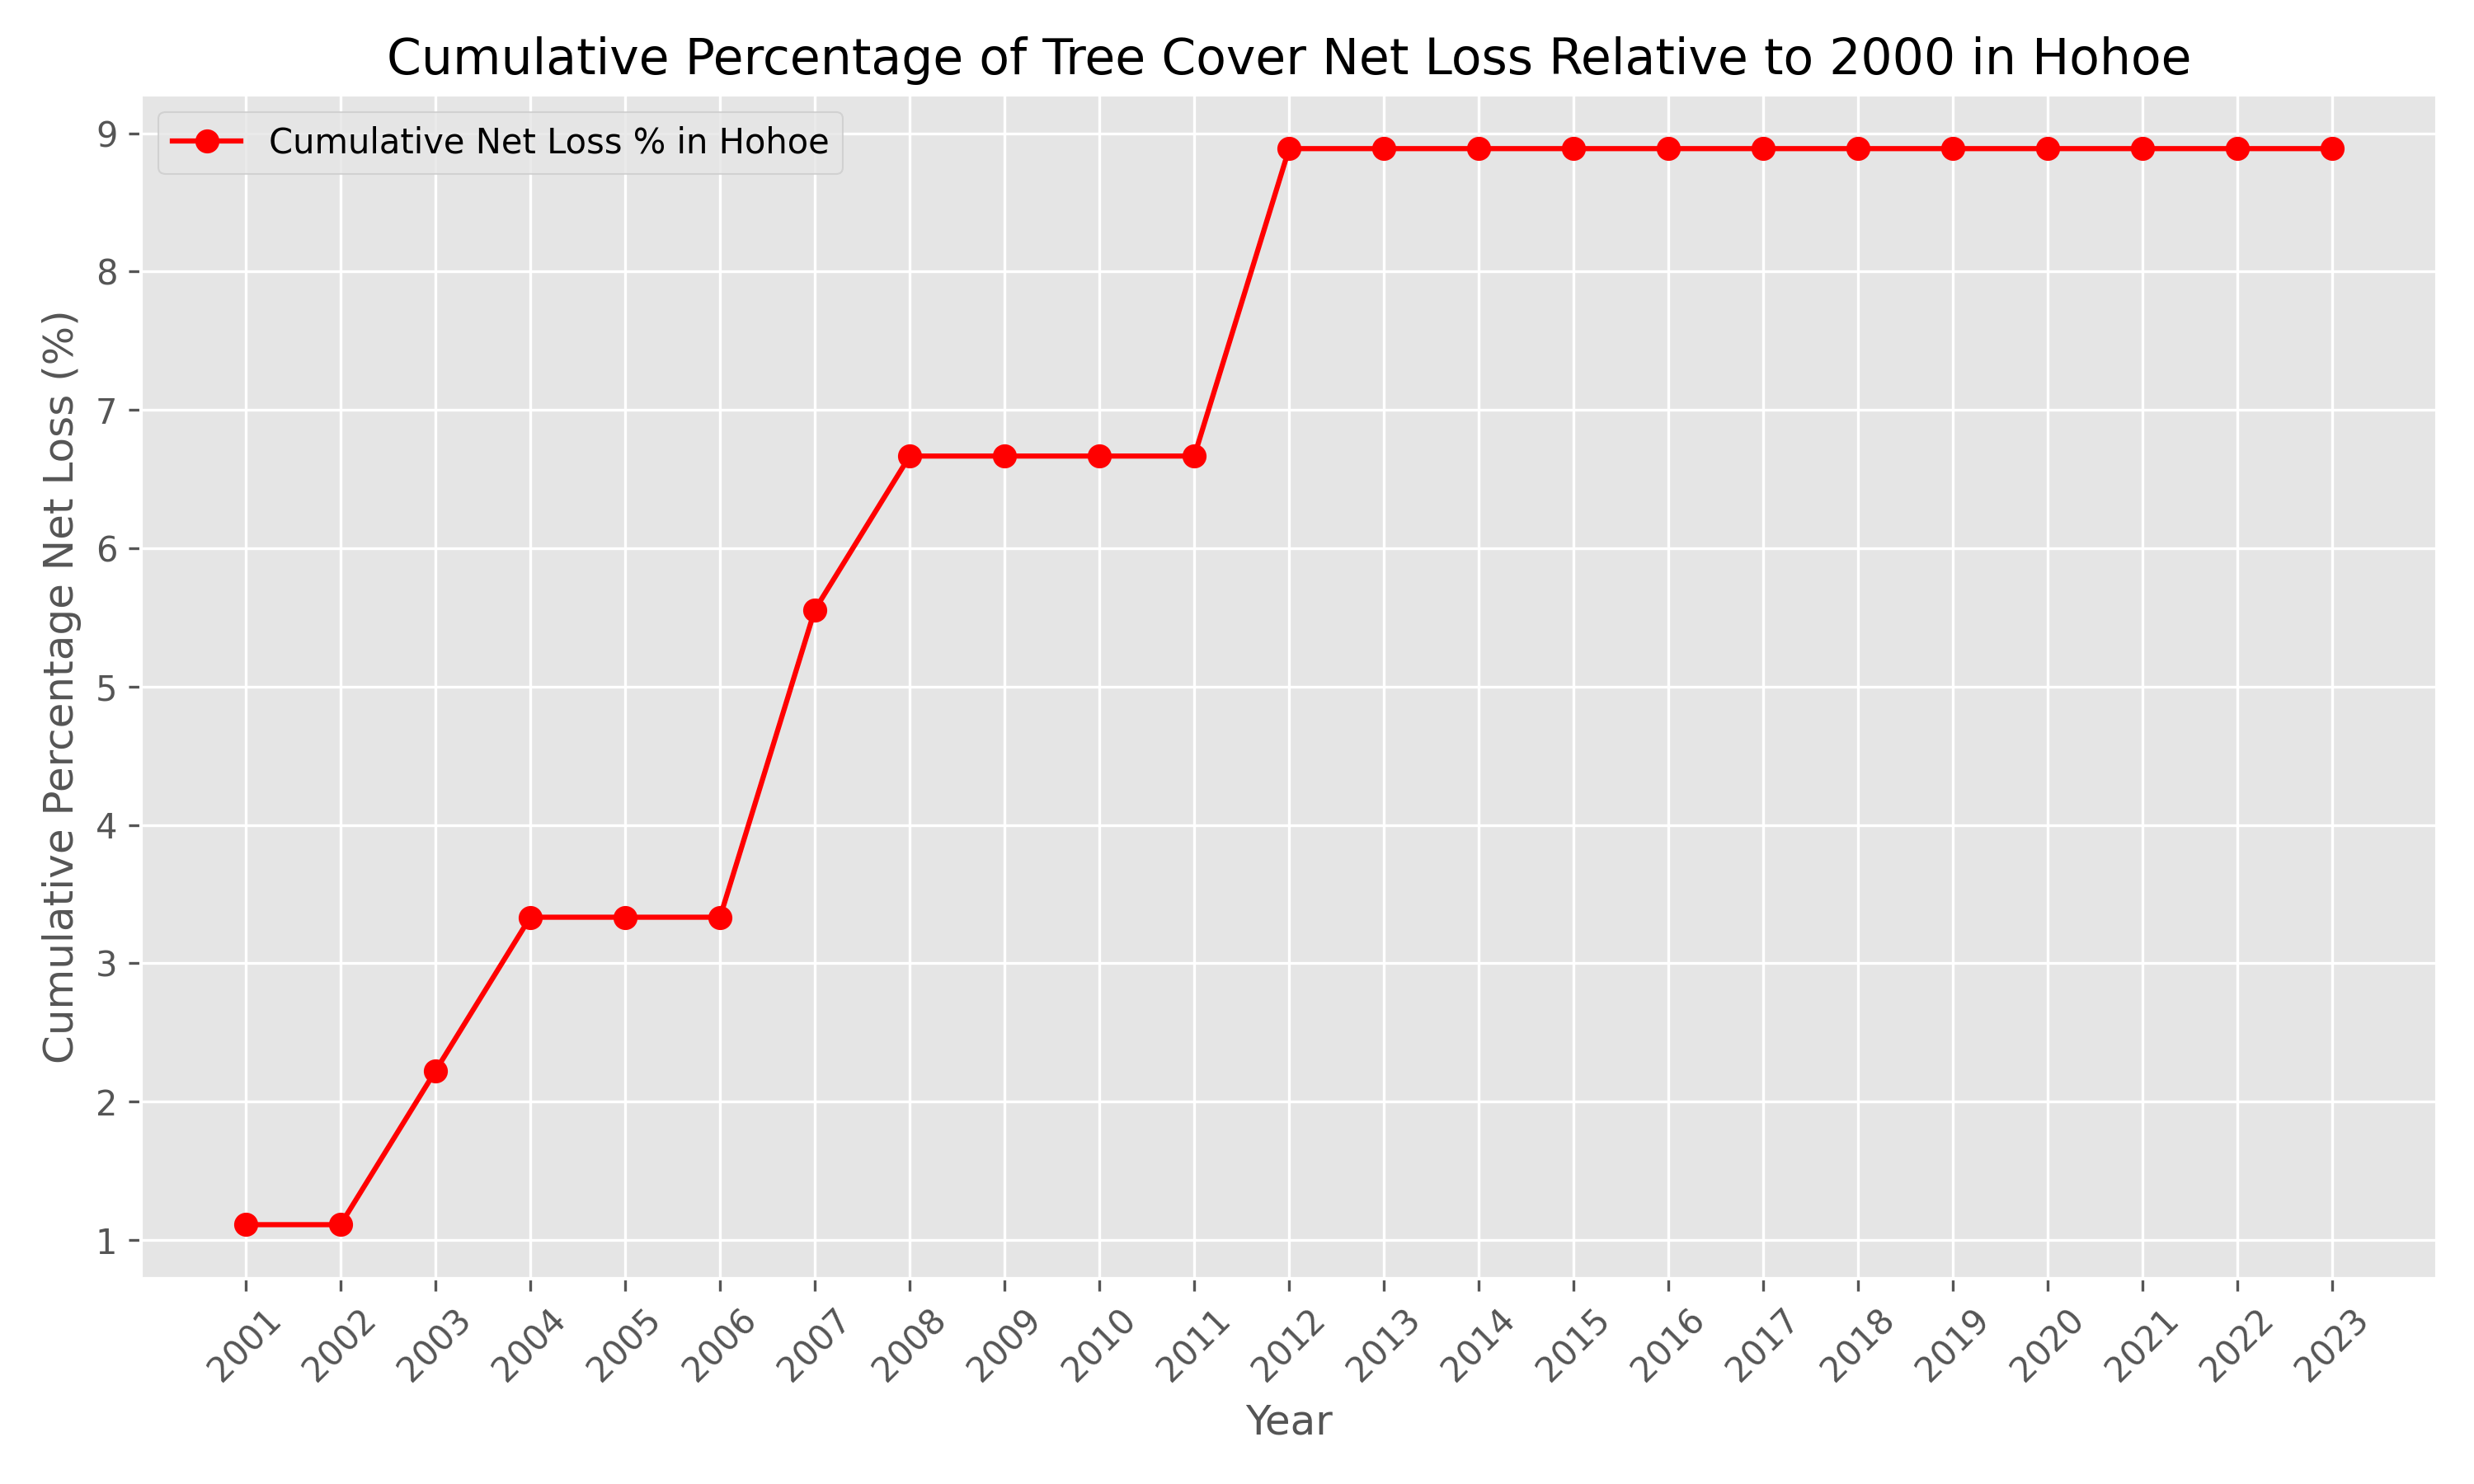 Cumulative Percentage of Tree Cover Net Loss Relative to 2000 in Hohoe
Cumulative Net Loss % in Hohoe
Cumulative Percentage Net Loss (%)
9
8
7
6
5
4
3
2
1
2001 2002 2003 2004 2005 2006 2007 2008 2009 2010 2011 2012 2013 2014 2015 2016 2017 2018 2019 2020 2021 2022 2023
Year